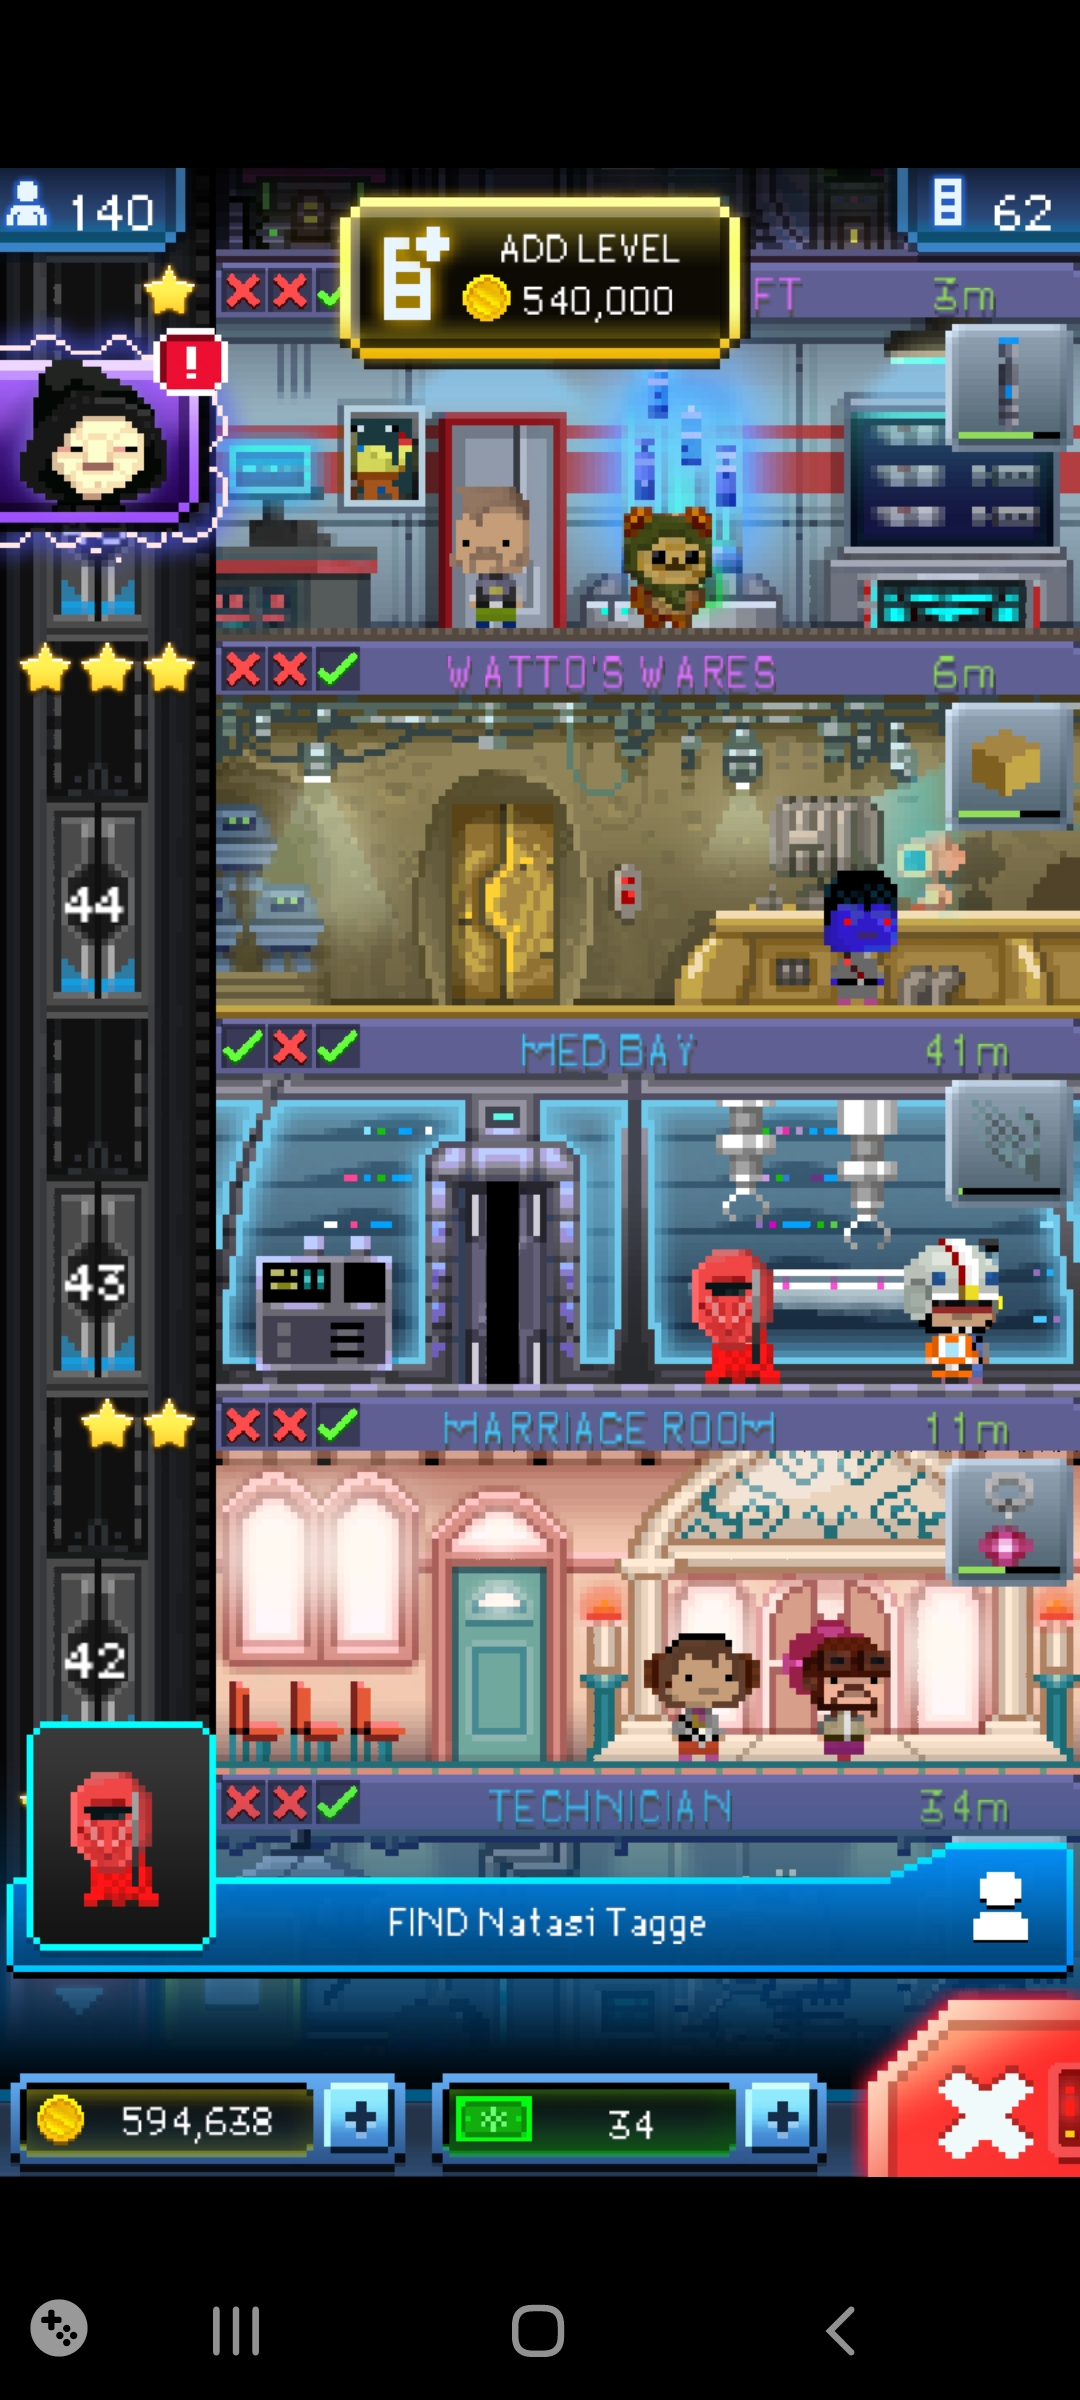 140
ADD LEVEL
540,000
62
FT
3m
!
WATTO'S WARES
6m
44
MED BAY
41m
43
MARRIAGE ROOM
11m
42
TECHNICIAN
34m
FIND Natasi Tagge
594,638
34